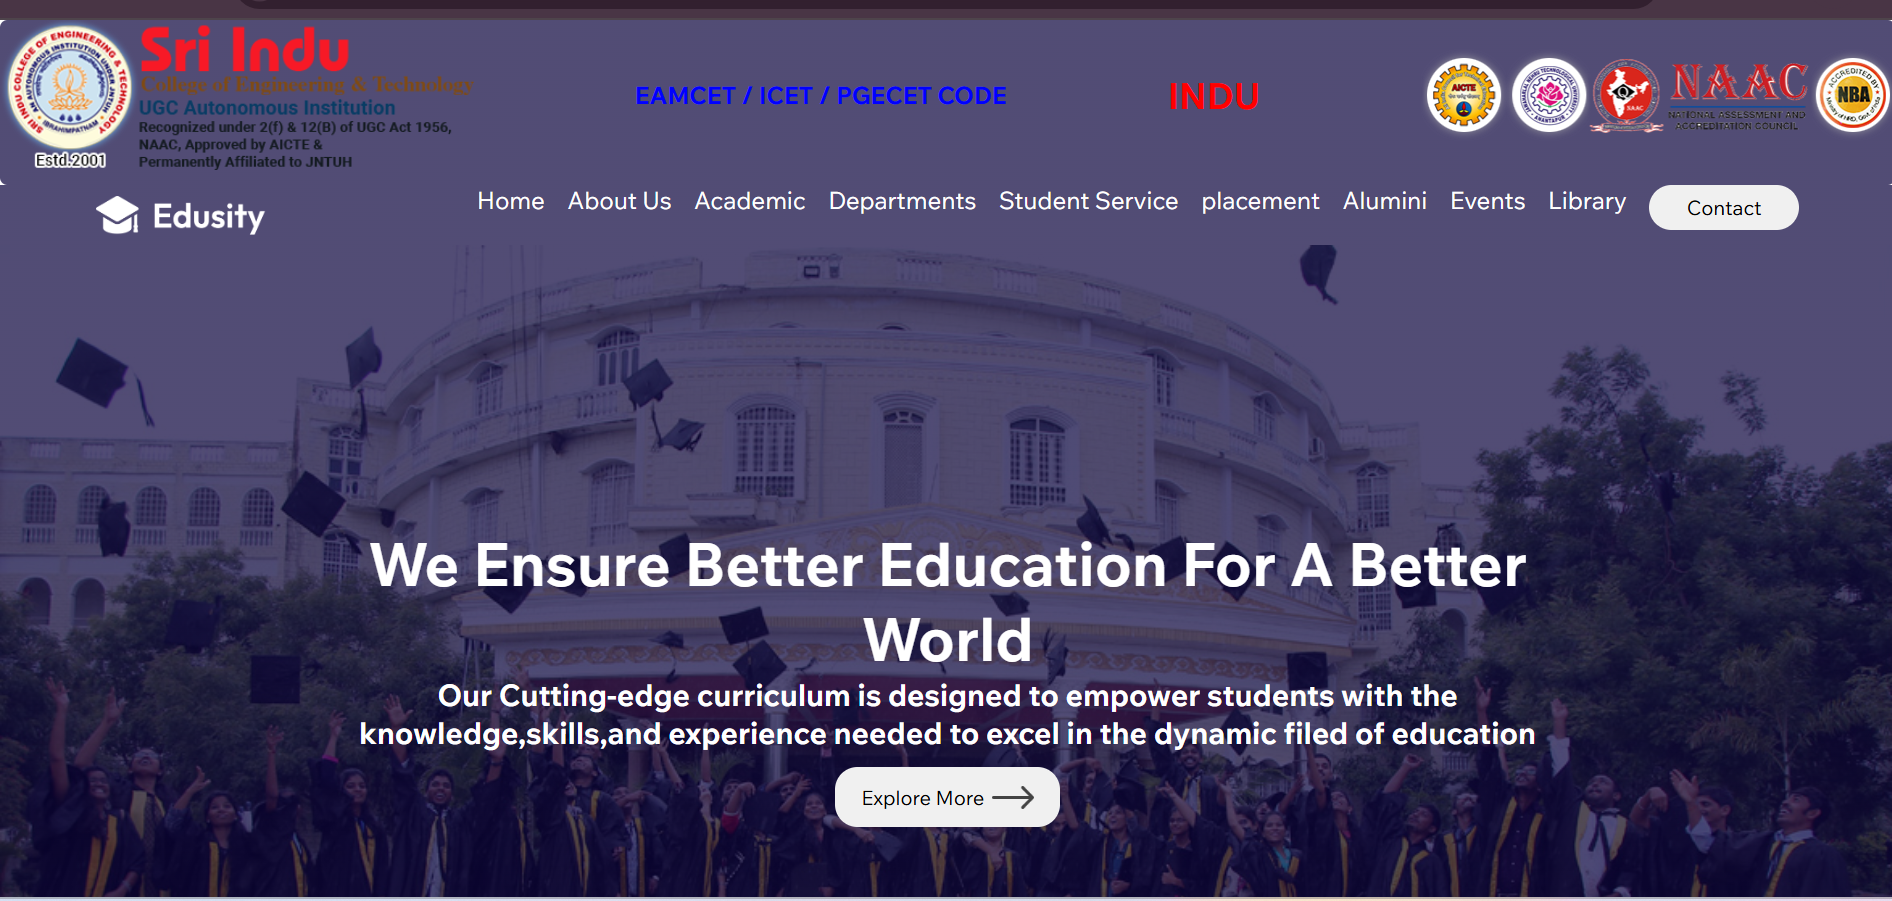 SRI INDU COLLEGE OF ENGINEERING & TECHNOLOGY
AN AUTONOMOUS INSTITUTION UNDER JNTUH
IBRAHIMPATNAM
Estd.2001
Sri Indu
College of Engineering & Technology
UGC Autonomous Institution
Recognized under 2(f) & 12(B) of UGC Act 1956,
NAAC, Approved by AICTE &
Permanently Affiliated to JNTUH
EAMCET / ICET / PGECET CODE
INDU
AICTE
NAAC
NATIONAL ASSESSMENT AND
ACCREDITATION COUNCIL
ACCREDITED BY
NBA
Edusity
Home About Us Academic Departments Student Service placement Alumini Events Library Contact
We Ensure Better Education For A Better
World
Our Cutting-edge curriculum is designed to empower students with the
knowledge,skills,and experience needed to excel in the dynamic filed of education
Explore More